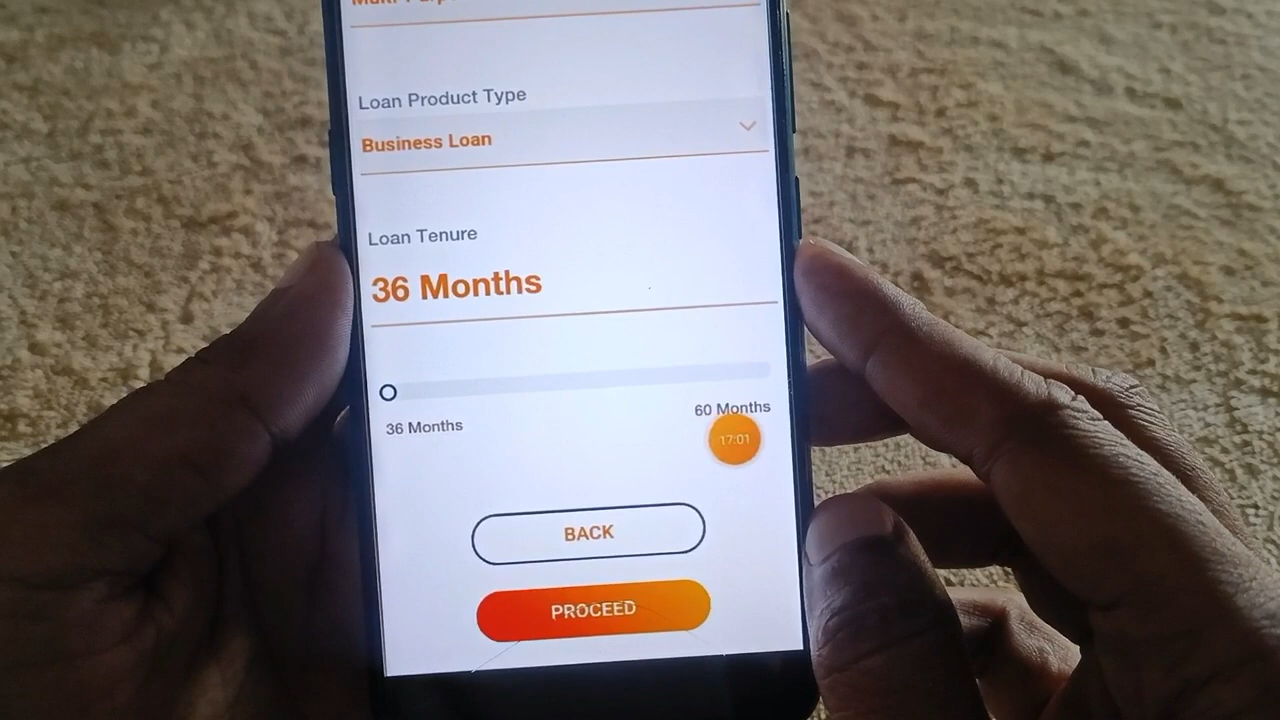 Loan Product Type
Business Loan
Loan Tenure
36 Months
36 Months
60 Months
17:01
BACK
PROCEED